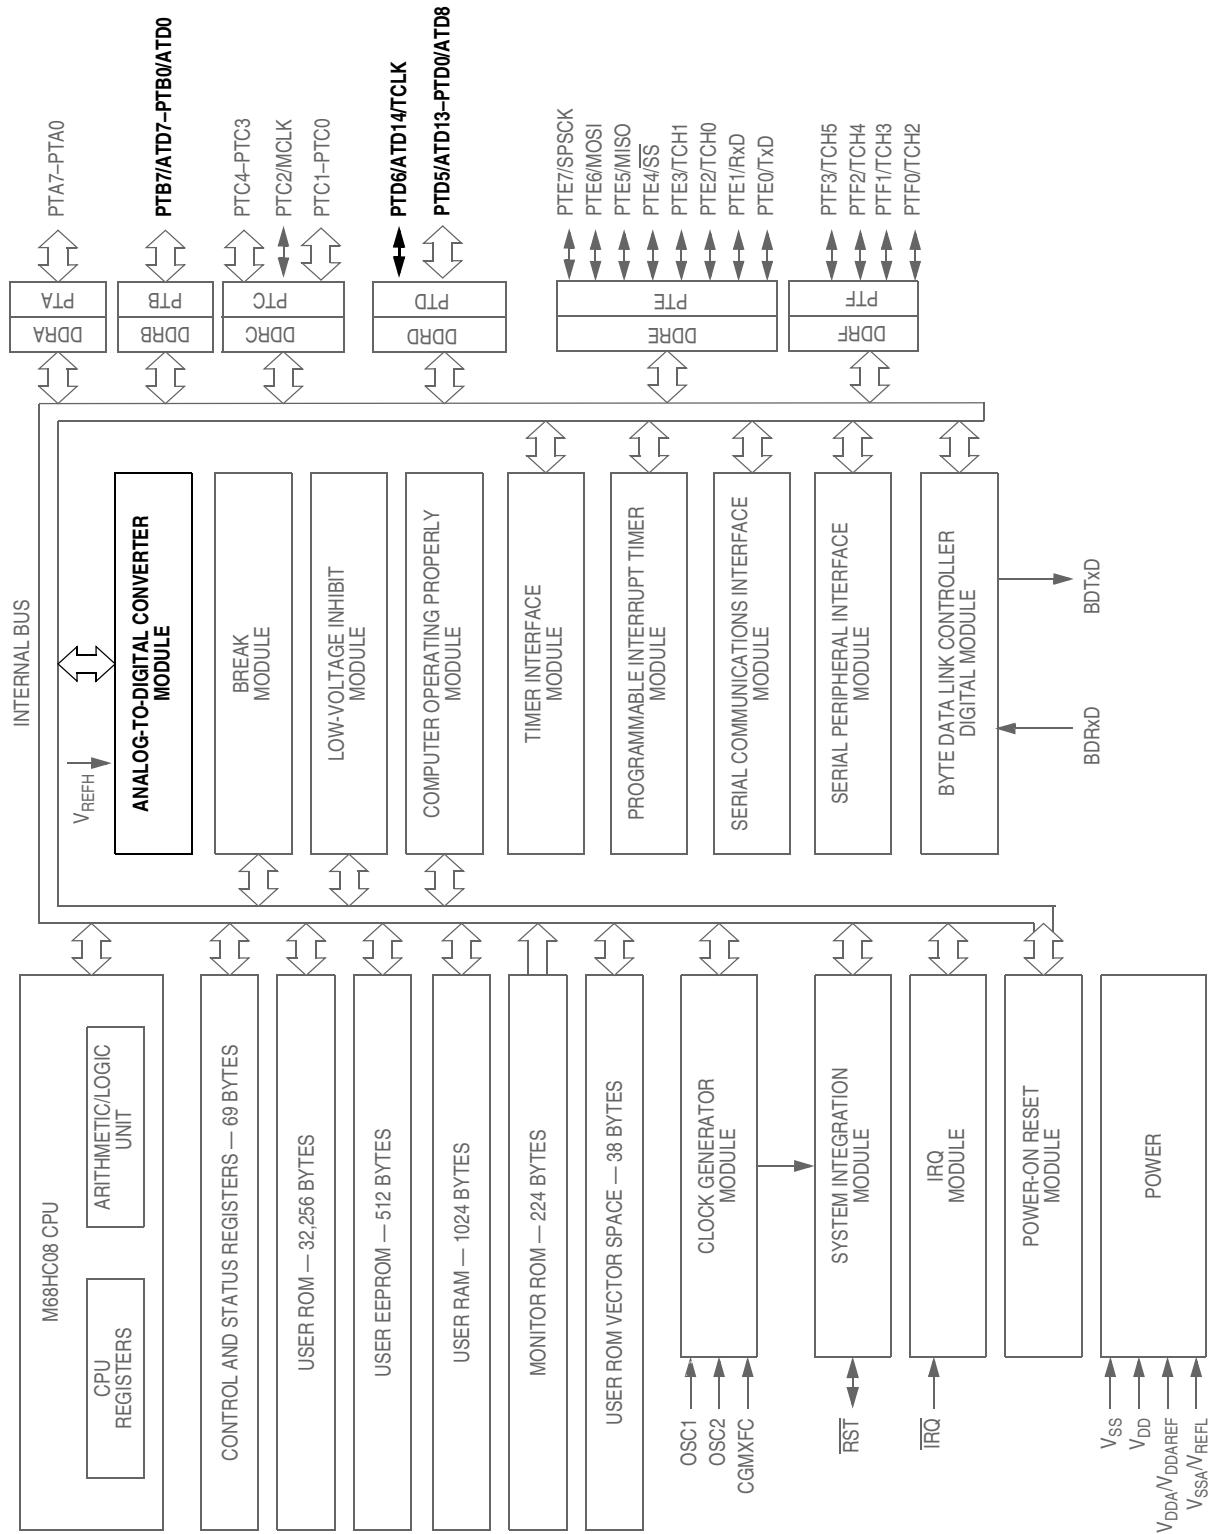 M68HC08 CPU
CPU
REGISTERS
ARITHMETIC/LOGIC
UNIT
CONTROL AND STATUS REGISTERS — 69 BYTES
USER ROM — 32,256 BYTES
USER EEPROM — 512 BYTES
USER RAM — 1024 BYTES
MONITOR ROM — 224 BYTES
USER ROM VECTOR SPACE — 38 BYTES
OSC1
OSC2
CGMXFC
CLOCK GENERATOR
MODULE
RST
SYSTEM INTEGRATION
MODULE
IRQ
IRQ
MODULE
POWER-ON RESET
MODULE
VSS
VDD
VDDA/VDDAREF
VSSA/VREFL
POWER
INTERNAL BUS
VREFH
ANALOG-TO-DIGITAL CONVERTER
MODULE
BREAK
MODULE
LOW-VOLTAGE INHIBIT
MODULE
COMPUTER OPERATING PROPERLY
MODULE
TIMER INTERFACE
MODULE
PROGRAMMABLE INTERRUPT TIMER
MODULE
SERIAL COMMUNICATIONS INTERFACE
MODULE
SERIAL PERIPHERAL INTERFACE
MODULE
BYTE DATA LINK CONTROLLER
DIGITAL MODULE
BDRxD
BDTxD
DDRA
PTA
PTA7–PTA0
DDRB
PTB
PTB7/ATD7–PTB0/ATD0
DDRC
PTC
PTC4–PTC3
PTC2/MCLK
PTC1–PTC0
DDRD
PTD
PTD6/ATD14/TCLK
PTD5/ATD13–PTD0/ATD8
DDRE
PTE
PTE7/SPSCK
PTE6/MOSI
PTE5/MISO
PTE4/SS
PTE3/TCH1
PTE2/TCH0
PTE1/RxD
PTE0/TxD
DDRF
PTF
PTF3/TCH5
PTF2/TCH4
PTF1/TCH3
PTF0/TCH2